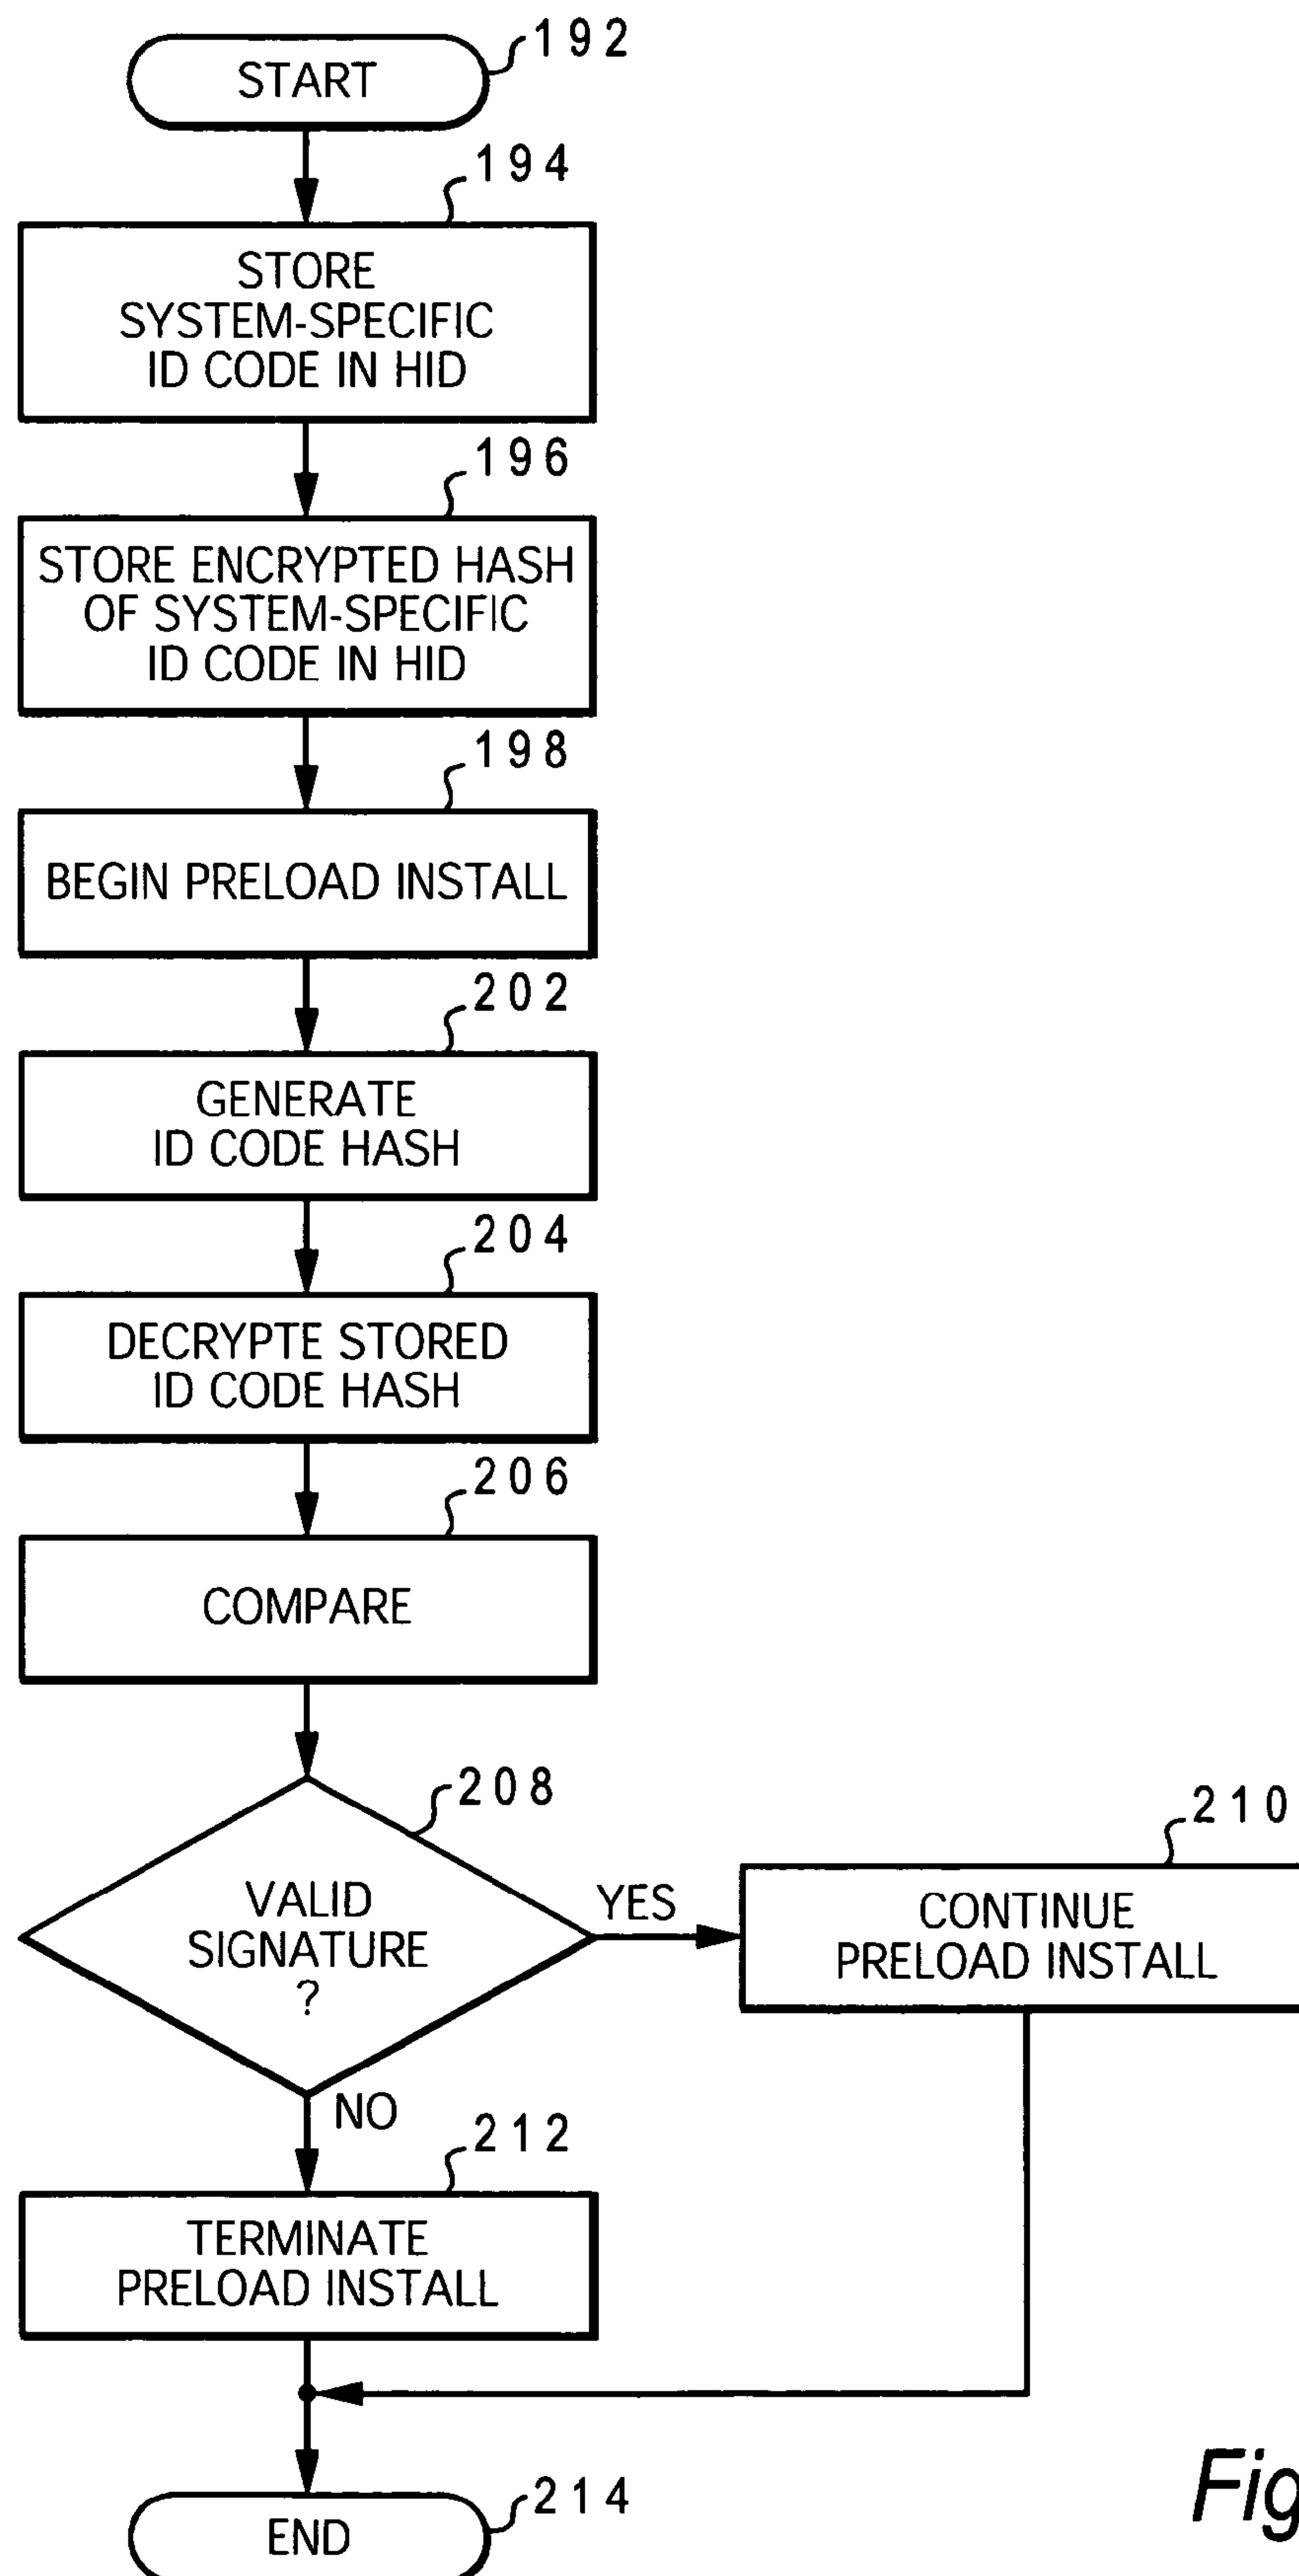 192
START
194
STORE
SYSTEM-SPECIFIC
ID CODE IN HID
196
STORE ENCRYPTED HASH
OF SYSTEM-SPECIFIC
ID CODE IN HID
198
BEGIN PRELOAD INSTALL
202
GENERATE
ID CODE HASH
204
DECRYPTE STORED
ID CODE HASH
206
COMPARE
208
VALID
SIGNATURE
?
YES
210
CONTINUE
PRELOAD INSTALL
NO
212
TERMINATE
PRELOAD INSTALL
214
END
Fig